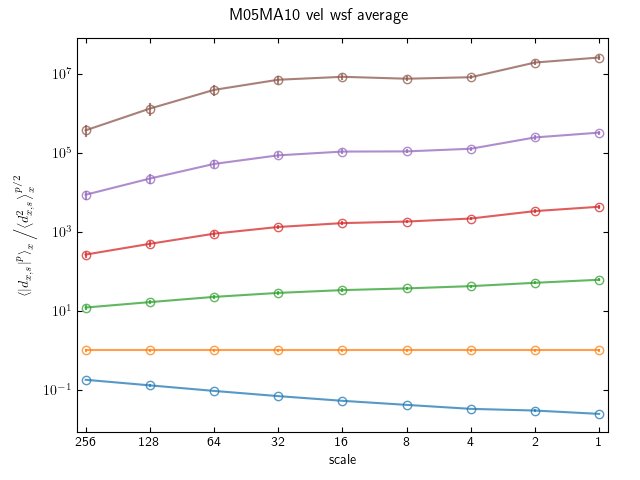 M05MA10 vel wsf average
⟨|d_{x,s}|^p⟩_x / ⟨d_{x,s}^2⟩_x^{p/2}
10^7
10^5
10^3
10^1
10^{−1}
256 128 64 32 16 8 4 2 1
scale